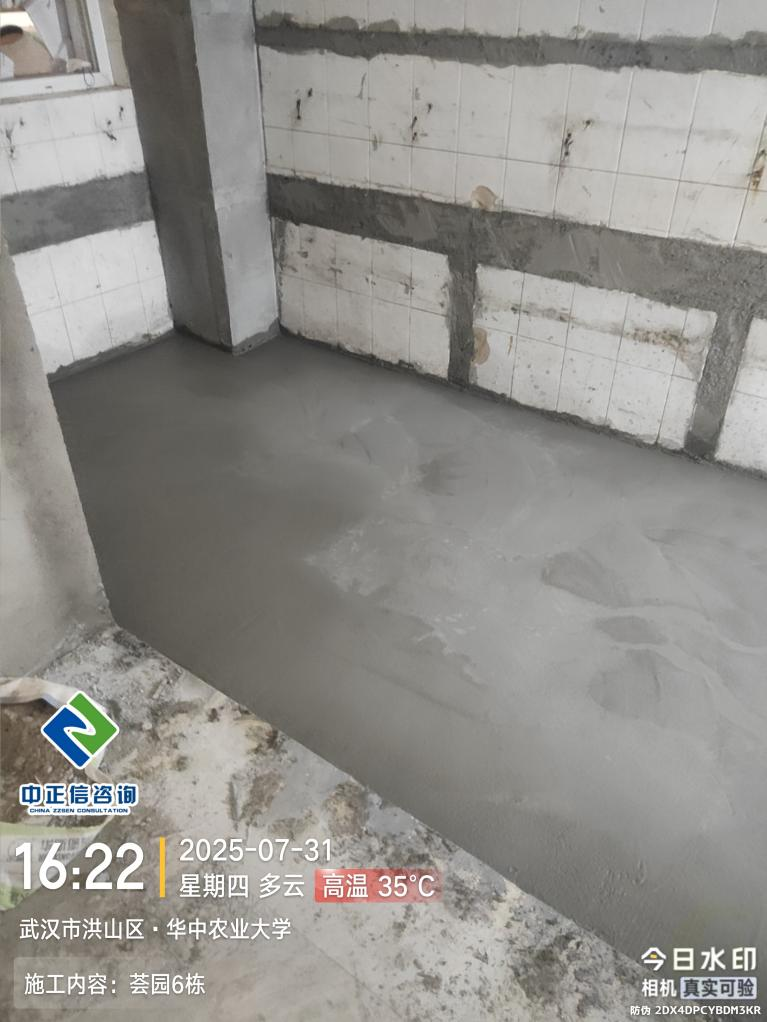 中正信咨询
CHINA ZZSEN CONSULTATION
16:22
2025-07-31
星期四 多云 高温 35°C
武汉市洪山区·华中农业大学
施工内容：荟园6栋
今日水印
相机 真实可验
防伪 2DX4DPCYBDM3KR